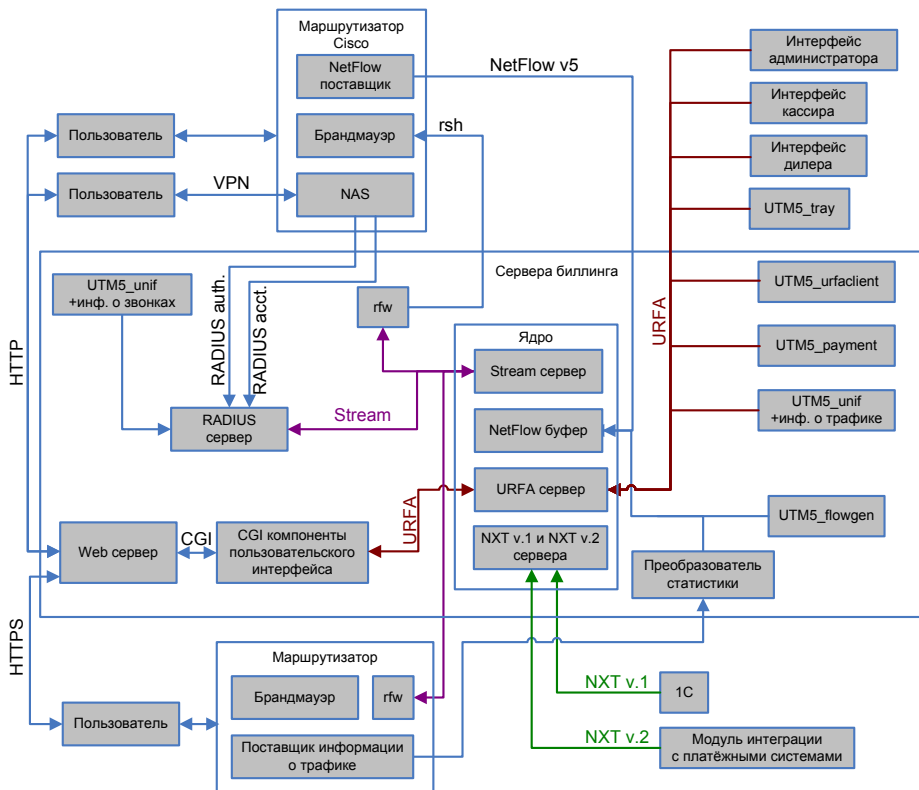 Маршрутизатор
Cisco
NetFlow
поставщик
NetFlow v5
Интерфейс
администратора
Интерфейс
кассира
Пользователь
Брандмауэр
rsh
Интерфейс
дилера
Пользователь
VPN
NAS
UTM5_tray
Сервера биллинга
UTM5_unif
+инф. о звонках
RADIUS auth.
RADIUS acct.
rfw
URFA
UTM5_urfaclient
HTTP
Ядро
Stream сервер
UTM5_payment
UTM5_unif
+инф. о трафике
RADIUS
сервер
Stream
NetFlow буфер
URFA сервер
UTM5_flowgen
URFA
Web сервер
CGI
CGI компоненты
пользовательского
интерфейса
NXT v.1 и NXT v.2
сервера
Преобразователь
статистики
HTTPS
Маршрутизатор
Брандмауэр
rfw
NXT v.1
1С
Пользователь
Поставщик информации
о трафике
NXT v.2
Модуль интеграции
с платёжными системами